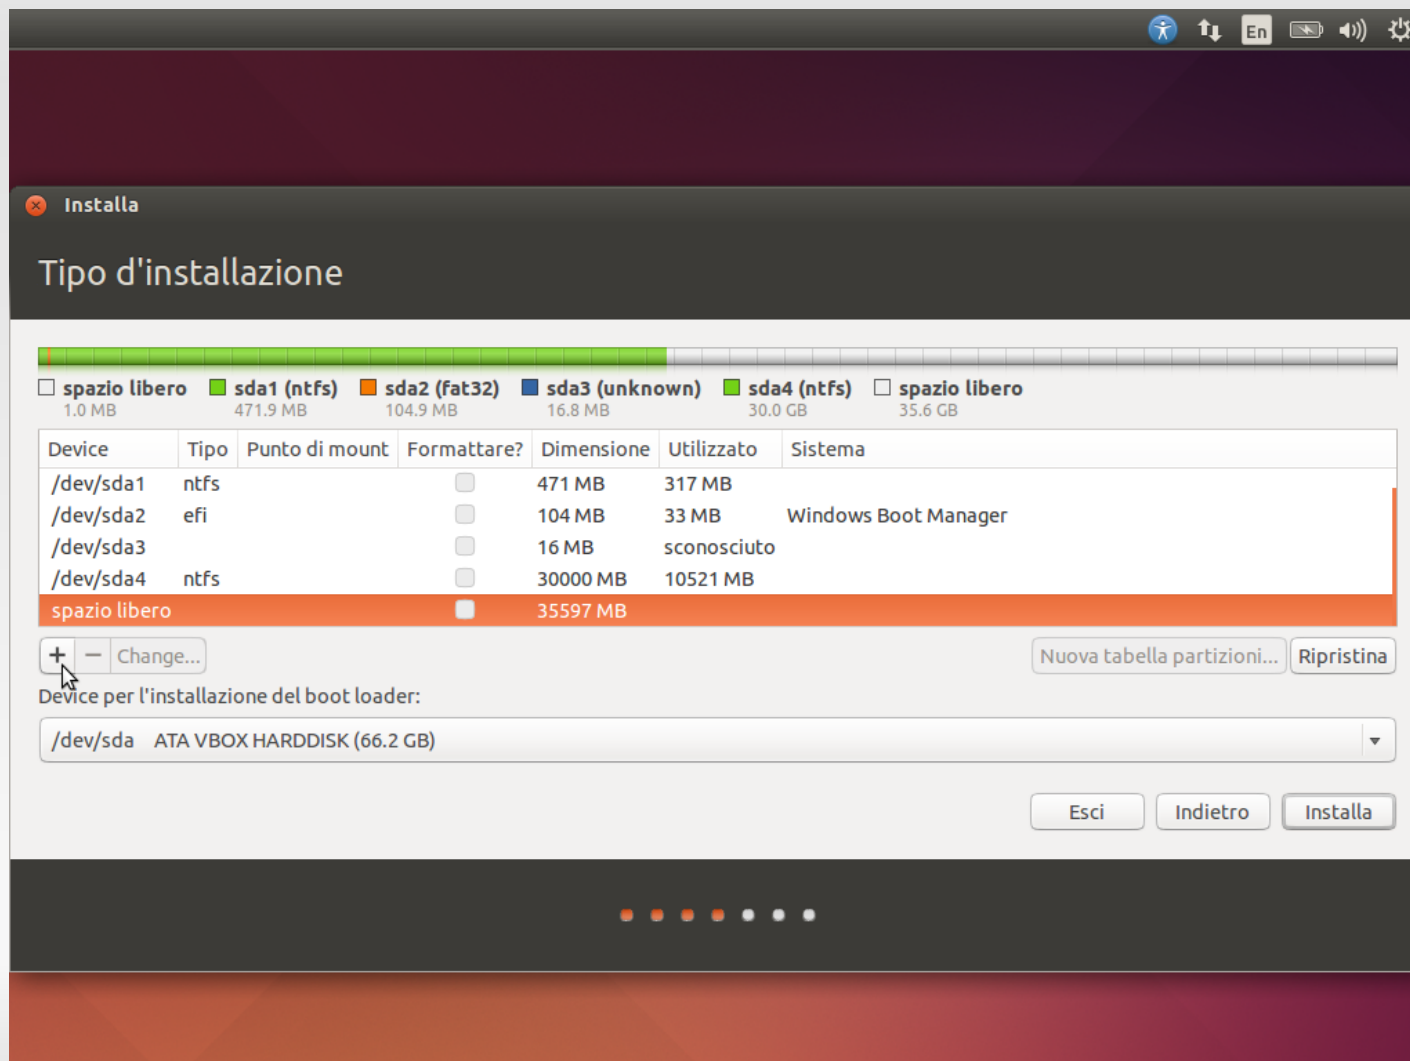 En
Installa
Tipo d'installazione
spazio libero sda1 (ntfs) sda2 (fat32) sda3 (unknown) sda4 (ntfs) spazio libero
1.0 MB 471.9 MB 104.9 MB 16.8 MB 30.0 GB 35.6 GB
Device Tipo Punto di mount Formattare? Dimensione Utilizzato Sistema
/dev/sda1 ntfs 471 MB 317 MB
/dev/sda2 efi 104 MB 33 MB Windows Boot Manager
/dev/sda3 16 MB sconosciuto
/dev/sda4 ntfs 30000 MB 10521 MB
spazio libero 35597 MB
+ − Change... Nuova tabella partizioni... Ripristina
Device per l'installazione del boot loader:
/dev/sda ATA VBOX HARDDISK (66.2 GB)
Esci Indietro Installa